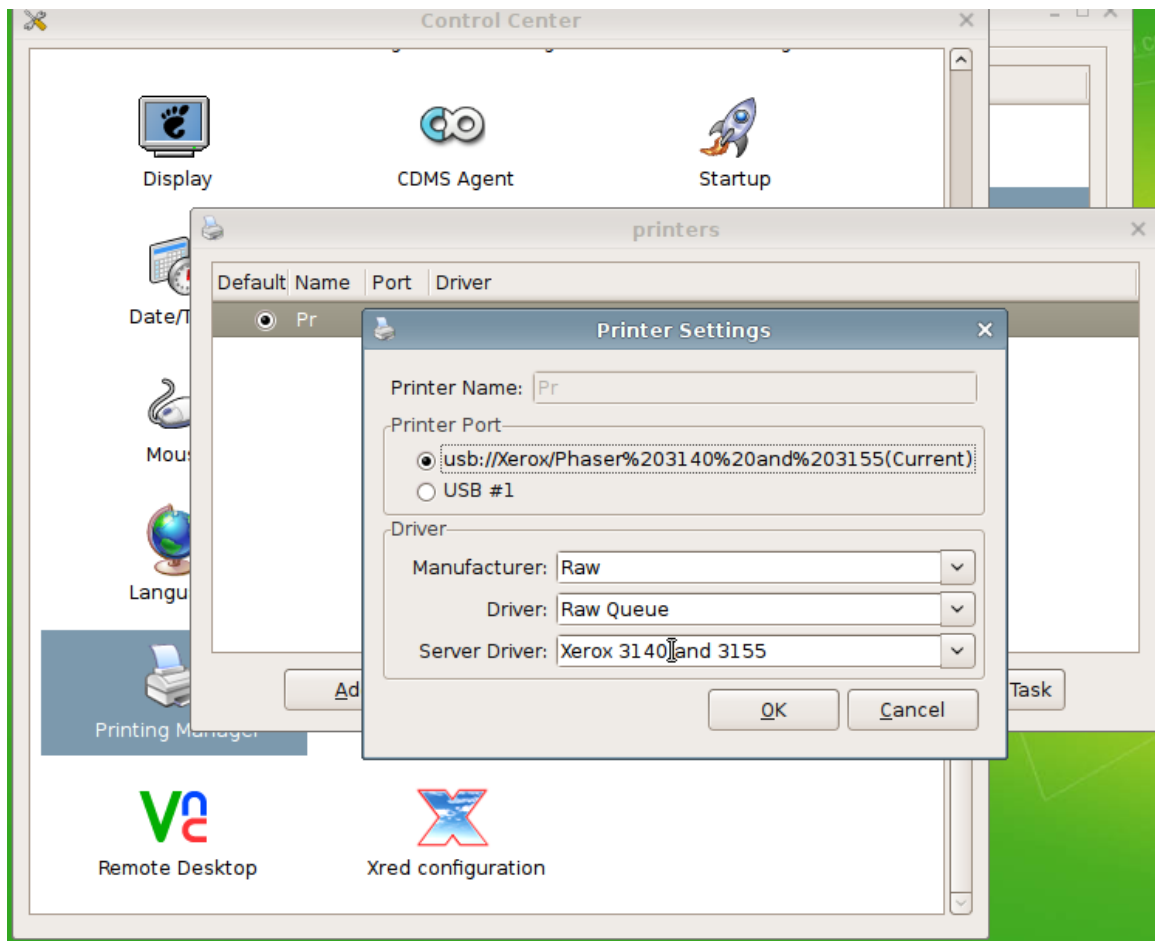 Control Center
Display
CDMS Agent
Startup
printers
Default Name Port Driver
Date/T
Pr
Printer Settings
Printer Name: Pr
Printer Port
usb://Xerox/Phaser%203140%20and%203155(Current)
USB #1
Mou
Driver
Manufacturer: Raw
Langu
Driver: Raw Queue
Server Driver: Xerox 3140 and 3155
Ad
Task
OK
Cancel
Printing Manager
Remote Desktop
Xred configuration